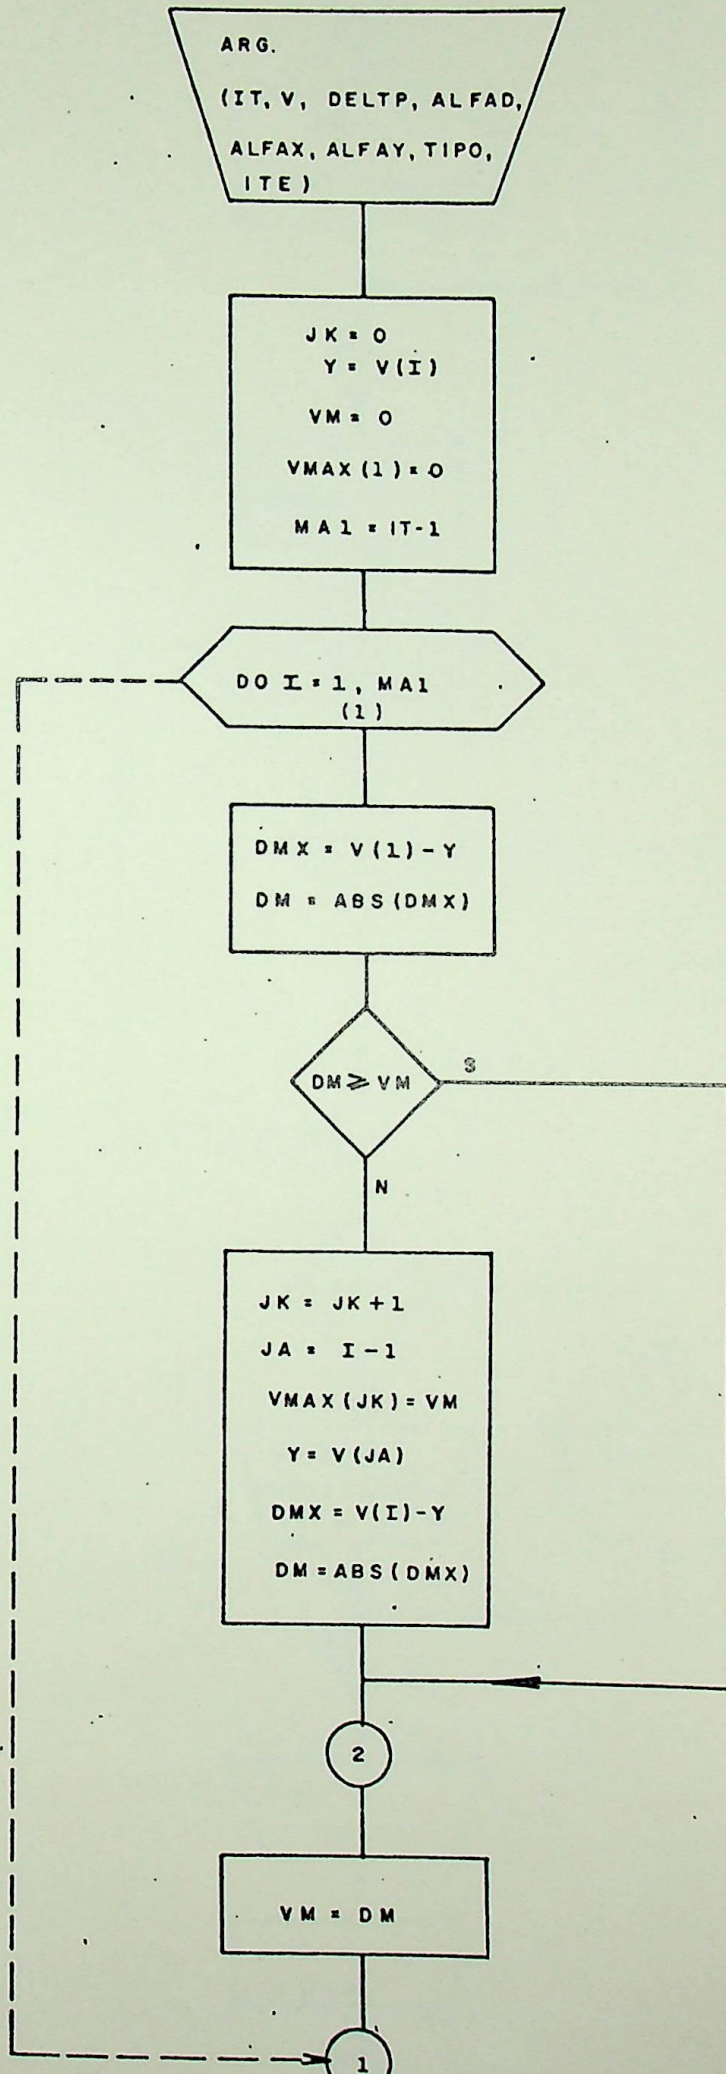 ARG.
(IT, V, DELTP, ALFAD,
ALFAX, ALFAY, TIPO,
ITE)
JK = 0
Y = V(I)
VM = 0
VMAX(1) = 0
MA1 = IT-1
DO I = 1, MA1
(1)
DMX = V(1)-Y
DM = ABS(DMX)
DM ≥ VM
S
N
JK = JK+1
JA = I-1
VMAX(JK) = VM
Y = V(JA)
DMX = V(I)-Y
DM = ABS(DMX)
2
VM = DM
1